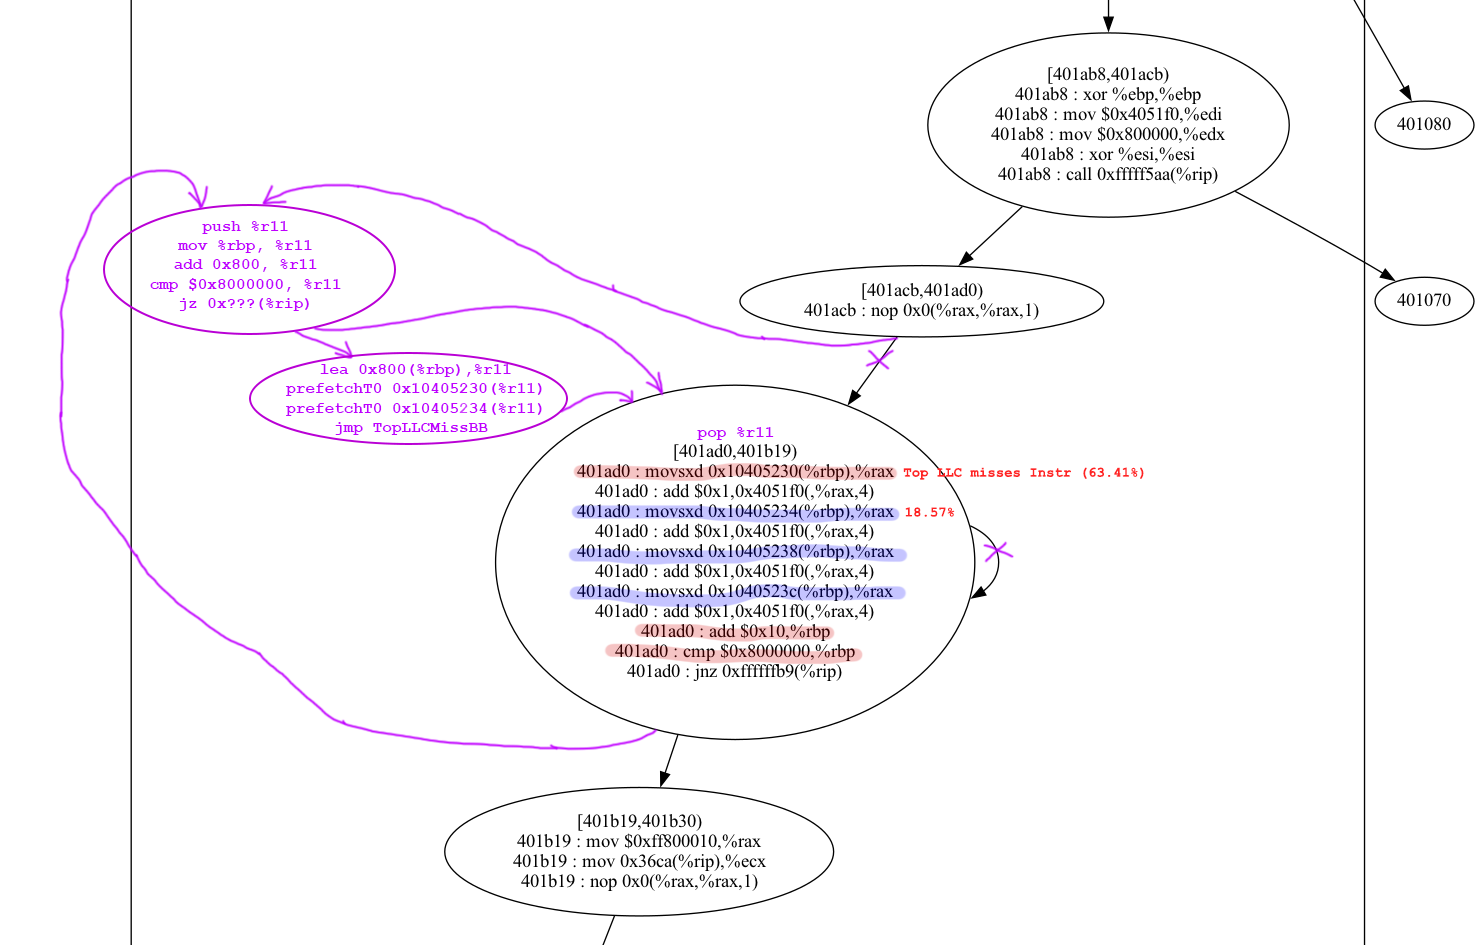 [401ab8,401acb)
401ab8 : xor %ebp,%ebp
401ab8 : mov $0x4051f0,%edi
401ab8 : mov $0x800000,%edx
401ab8 : xor %esi,%esi
401ab8 : call 0xfffff5aa(%rip)
401080
push %r11
mov %rbp, %r11
add 0x800, %r11
cmp $0x8000000, %r11
jz 0x???(%rip)
[401acb,401ad0)
401acb : nop 0x0(%rax,%rax,1)
401070
lea 0x800(%rbp),%r11
prefetchT0 0x10405230(%r11)
prefetchT0 0x10405234(%r11)
jmp TopLLCMissBB
pop %r11
[401ad0,401b19)
401ad0 : movsxd 0x10405230(%rbp),%rax Top LLC misses Instr (63.41%)
401ad0 : add $0x1,0x4051f0(,%rax,4)
401ad0 : movsxd 0x10405234(%rbp),%rax 18.57%
401ad0 : add $0x1,0x4051f0(,%rax,4)
401ad0 : movsxd 0x10405238(%rbp),%rax
401ad0 : add $0x1,0x4051f0(,%rax,4)
401ad0 : movsxd 0x1040523c(%rbp),%rax
401ad0 : add $0x1,0x4051f0(,%rax,4)
401ad0 : add $0x10,%rbp
401ad0 : cmp $0x8000000,%rbp
401ad0 : jnz 0xffffffb9(%rip)
[401b19,401b30)
401b19 : mov $0xff800010,%rax
401b19 : mov 0x36ca(%rip),%ecx
401b19 : nop 0x0(%rax,%rax,1)